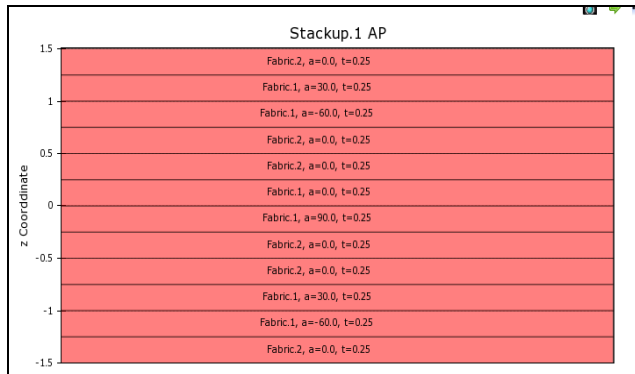 Stackup.1 AP
1.5
Fabric.2, a=0.0, t=0.25
Fabric.1, a=30.0, t=0.25
1
Fabric.1, a=-60.0, t=0.25
Fabric.2, a=0.0, t=0.25
0.5
Fabric.2, a=0.0, t=0.25
Fabric.1, a=0.0, t=0.25
0
Fabric.1, a=90.0, t=0.25
Fabric.2, a=0.0, t=0.25
-0.5
Fabric.2, a=0.0, t=0.25
Fabric.1, a=30.0, t=0.25
-1
Fabric.1, a=-60.0, t=0.25
Fabric.2, a=0.0, t=0.25
-1.5
z Coorddinate